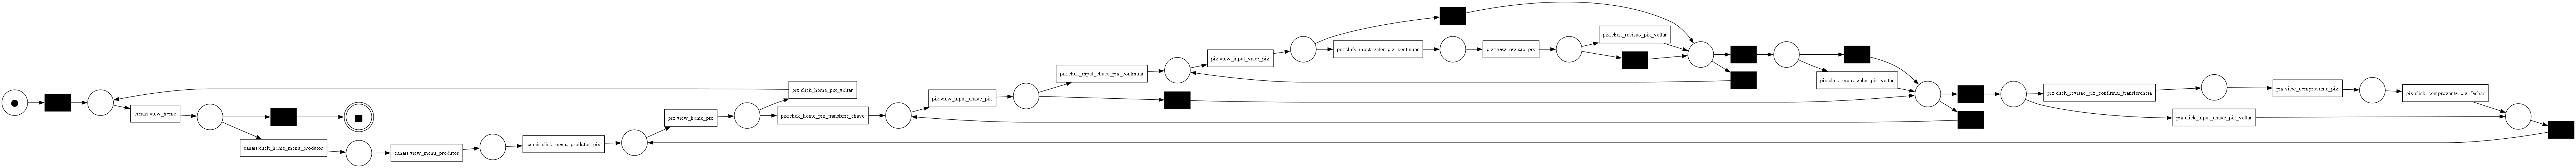 canais:view_home
canais:click_home_menu_produtos
canais:view_menu_produtos
canais:click_menu_produtos_pix
pix:view_home_pix
pix:click_home_pix_voltar
pix:click_home_pix_transferir_chave
pix:view_input_chave_pix
pix:click_input_chave_pix_continuar
pix:view_input_valor_pix
pix:click_input_valor_pix_continuar
pix:view_revisao_pix
pix:click_revisao_pix_voltar
pix:click_input_valor_pix_voltar
pix:click_revisao_pix_confirmar_transferencia
pix:click_input_chave_pix_voltar
pix:view_comprovante_pix
pix:click_comprovante_pix_fechar